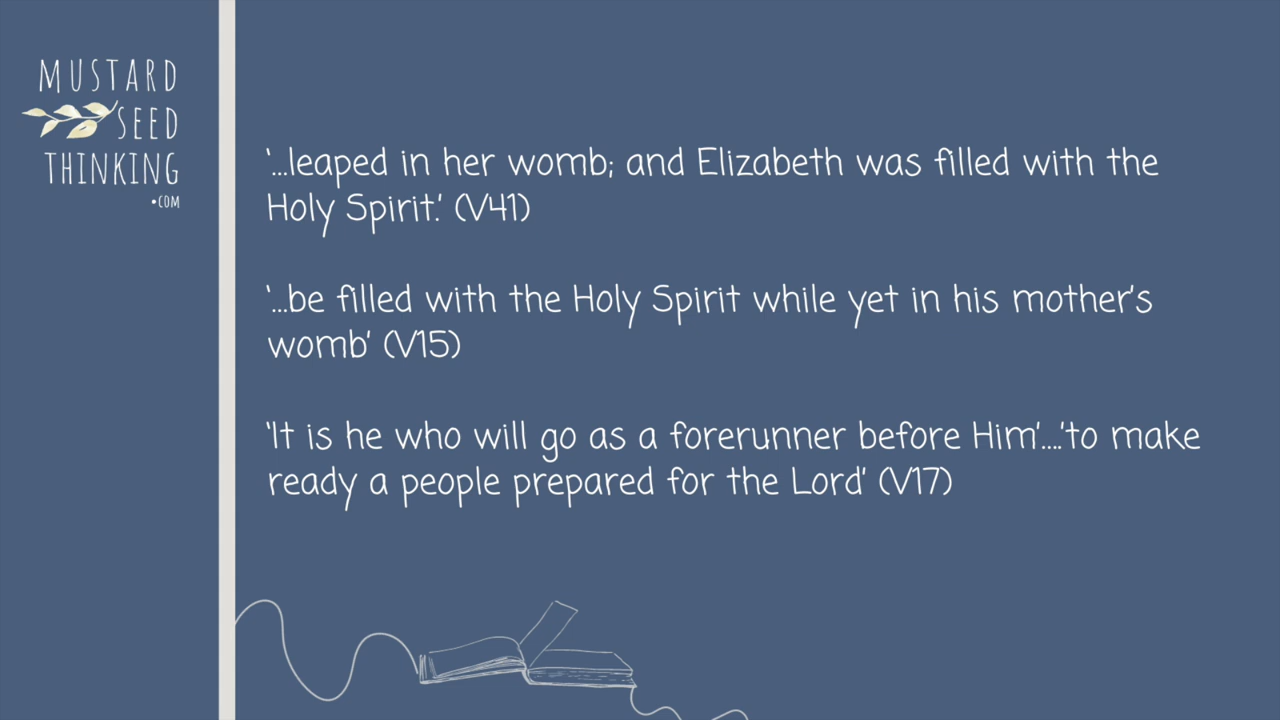 MUSTARD
SEED
THINKING
.COM
'...leaped in her womb; and Elizabeth was filled with the
Holy Spirit.' (V41)
'...be filled with the Holy Spirit while yet in his mother's
womb' (V15)
'It is he who will go as a forerunner before Him'....'to make
ready a people prepared for the Lord' (V17)